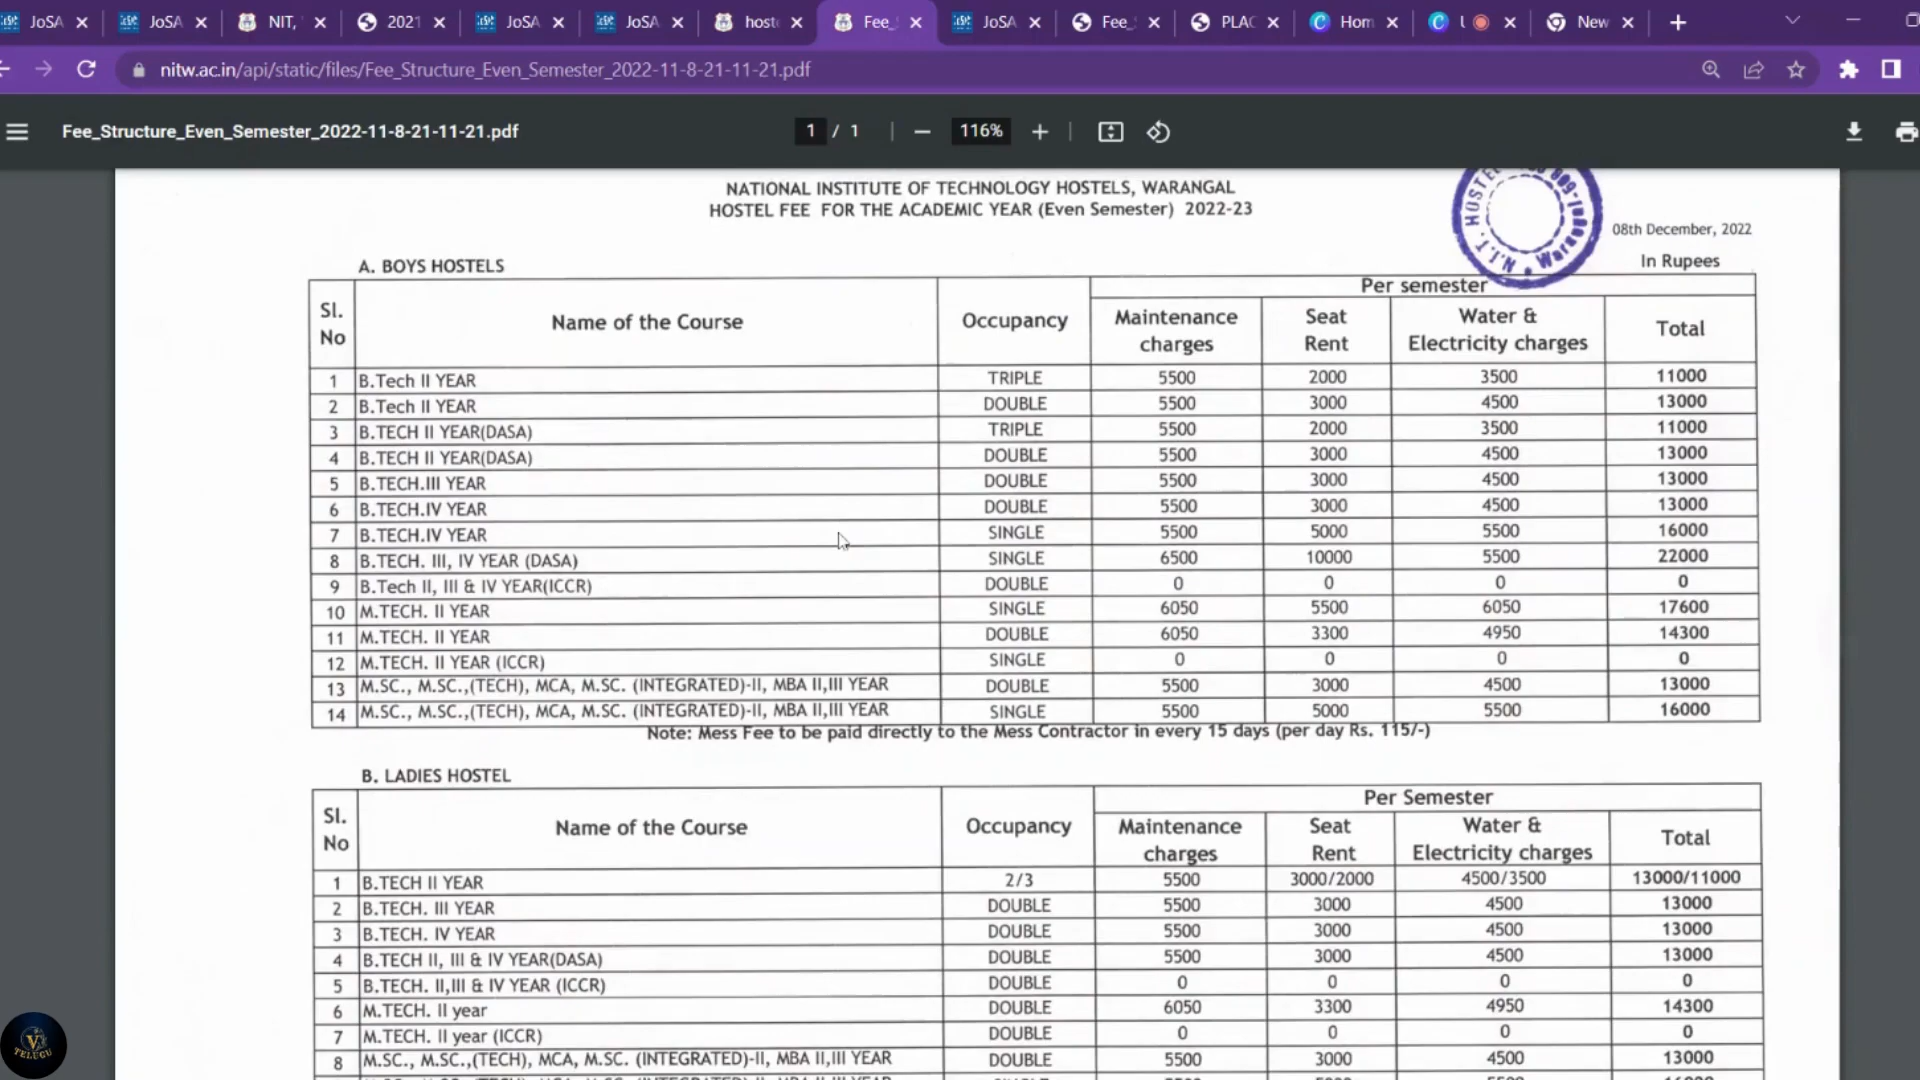 JoSA JoSA NIT, 2021 JoSA JoSA host Fee_ JoSA Fee_ PLAC Hom New
nitw.ac.in/api/static/files/Fee_Structure_Even_Semester_2022-11-8-21-11-21.pdf
Fee_Structure_Even_Semester_2022-11-8-21-11-21.pdf 1 / 1 116%
NATIONAL INSTITUTE OF TECHNOLOGY HOSTELS, WARANGAL
HOSTEL FEE FOR THE ACADEMIC YEAR (Even Semester) 2022-23
N.I.T. HOSTEL Warangal-506 004
08th December, 2022
A. BOYS HOSTELS In Rupees
Sl. No Name of the Course Occupancy Per semester
Maintenance charges Seat Rent Water & Electricity charges Total
1 B.Tech II YEAR TRIPLE 5500 2000 3500 11000
2 B.Tech II YEAR DOUBLE 5500 3000 4500 13000
3 B.TECH II YEAR(DASA) TRIPLE 5500 2000 3500 11000
4 B.TECH II YEAR(DASA) DOUBLE 5500 3000 4500 13000
5 B.TECH.III YEAR DOUBLE 5500 3000 4500 13000
6 B.TECH.IV YEAR DOUBLE 5500 3000 4500 13000
7 B.TECH.IV YEAR SINGLE 5500 5000 5500 16000
8 B.TECH. III, IV YEAR (DASA) SINGLE 6500 10000 5500 22000
9 B.Tech II, III & IV YEAR(ICCR) DOUBLE 0 0 0 0
10 M.TECH. II YEAR SINGLE 6050 5500 6050 17600
11 M.TECH. II YEAR DOUBLE 6050 3300 4950 14300
12 M.TECH. II YEAR (ICCR) SINGLE 0 0 0 0
13 M.SC., M.SC.,(TECH), MCA, M.SC. (INTEGRATED)-II, MBA II,III YEAR DOUBLE 5500 3000 4500 13000
14 M.SC., M.SC.,(TECH), MCA, M.SC. (INTEGRATED)-II, MBA II,III YEAR SINGLE 5500 5000 5500 16000
Note: Mess Fee to be paid directly to the Mess Contractor in every 15 days (per day Rs. 115/-)
B. LADIES HOSTEL
Sl. No Name of the Course Occupancy Per Semester
Maintenance charges Seat Rent Water & Electricity charges Total
1 B.TECH II YEAR 2/3 5500 3000/2000 4500/3500 13000/11000
2 B.TECH. III YEAR DOUBLE 5500 3000 4500 13000
3 B.TECH. IV YEAR DOUBLE 5500 3000 4500 13000
4 B.TECH II, III & IV YEAR(DASA) DOUBLE 5500 3000 4500 13000
5 B.TECH. II,III & IV YEAR (ICCR) DOUBLE 0 0 0 0
6 M.TECH. II year DOUBLE 6050 3300 4950 14300
7 M.TECH. II year (ICCR) DOUBLE 0 0 0 0
8 M.SC., M.SC.,(TECH), MCA, M.SC. (INTEGRATED)-II, MBA II,III YEAR DOUBLE 5500 3000 4500 13000
V TELUGU